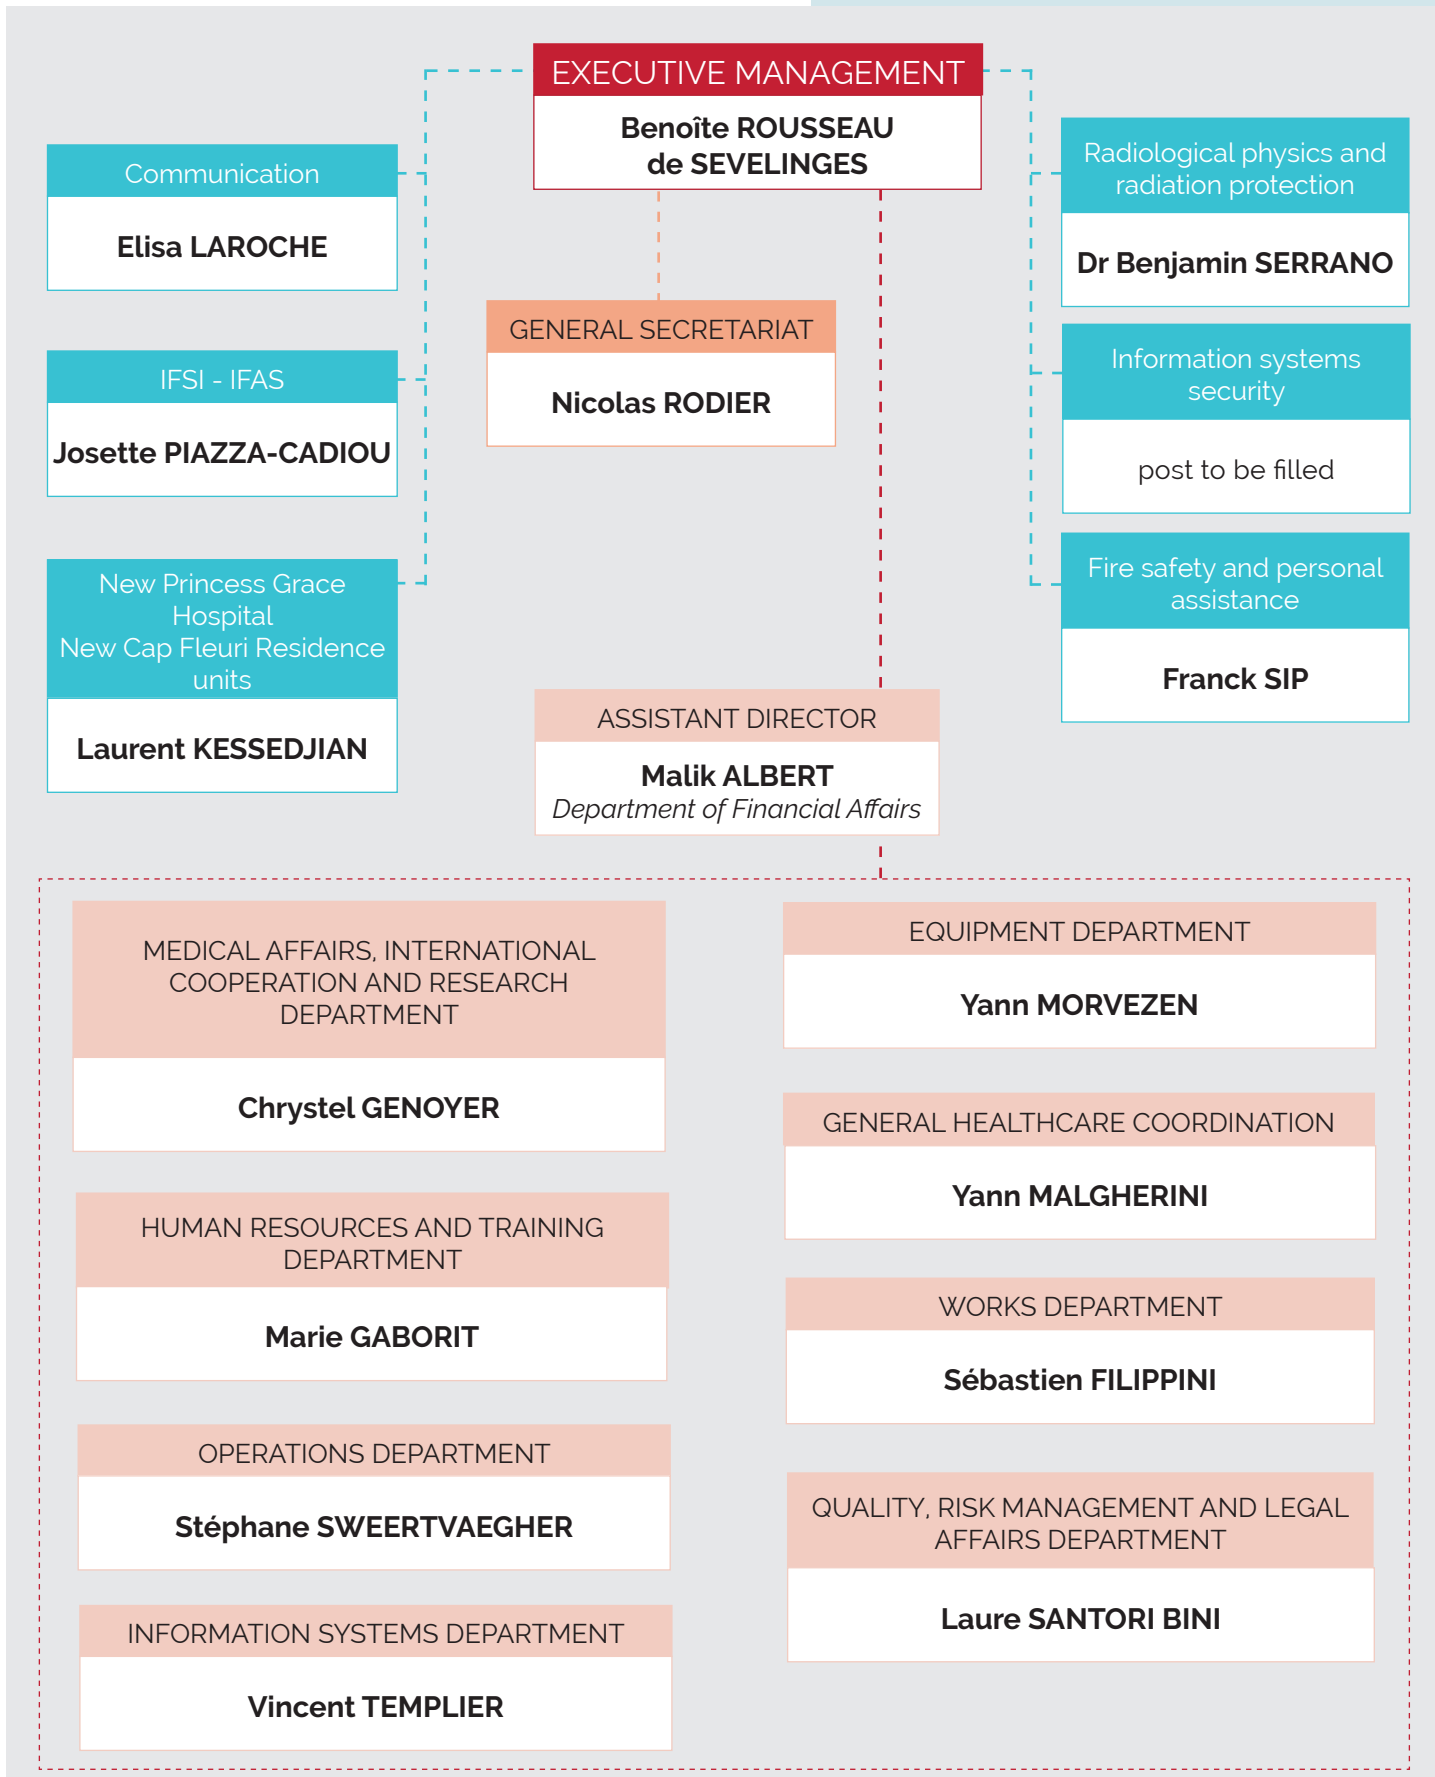 EXECUTIVE MANAGEMENT
Benoîte ROUSSEAU
de SEVELINGES
Communication
Elisa LAROCHE
IFSI - IFAS
Josette PIAZZA-CADIOU
New Princess Grace
Hospital
New Cap Fleuri Residence
units
Laurent KESSEDJIAN
GENERAL SECRETARIAT
Nicolas RODIER
Radiological physics and
radiation protection
Dr Benjamin SERRANO
Information systems
security
post to be filled
Fire safety and personal
assistance
Franck SIP
ASSISTANT DIRECTOR
Malik ALBERT
Department of Financial Affairs
MEDICAL AFFAIRS, INTERNATIONAL
COOPERATION AND RESEARCH
DEPARTMENT
Chrystel GENOYER
HUMAN RESOURCES AND TRAINING
DEPARTMENT
Marie GABORIT
OPERATIONS DEPARTMENT
Stéphane SWEERTVAEGHER
INFORMATION SYSTEMS DEPARTMENT
Vincent TEMPLIER
EQUIPMENT DEPARTMENT
Yann MORVEZEN
GENERAL HEALTHCARE COORDINATION
Yann MALGHERINI
WORKS DEPARTMENT
Sébastien FILIPPINI
QUALITY, RISK MANAGEMENT AND LEGAL
AFFAIRS DEPARTMENT
Laure SANTORI BINI